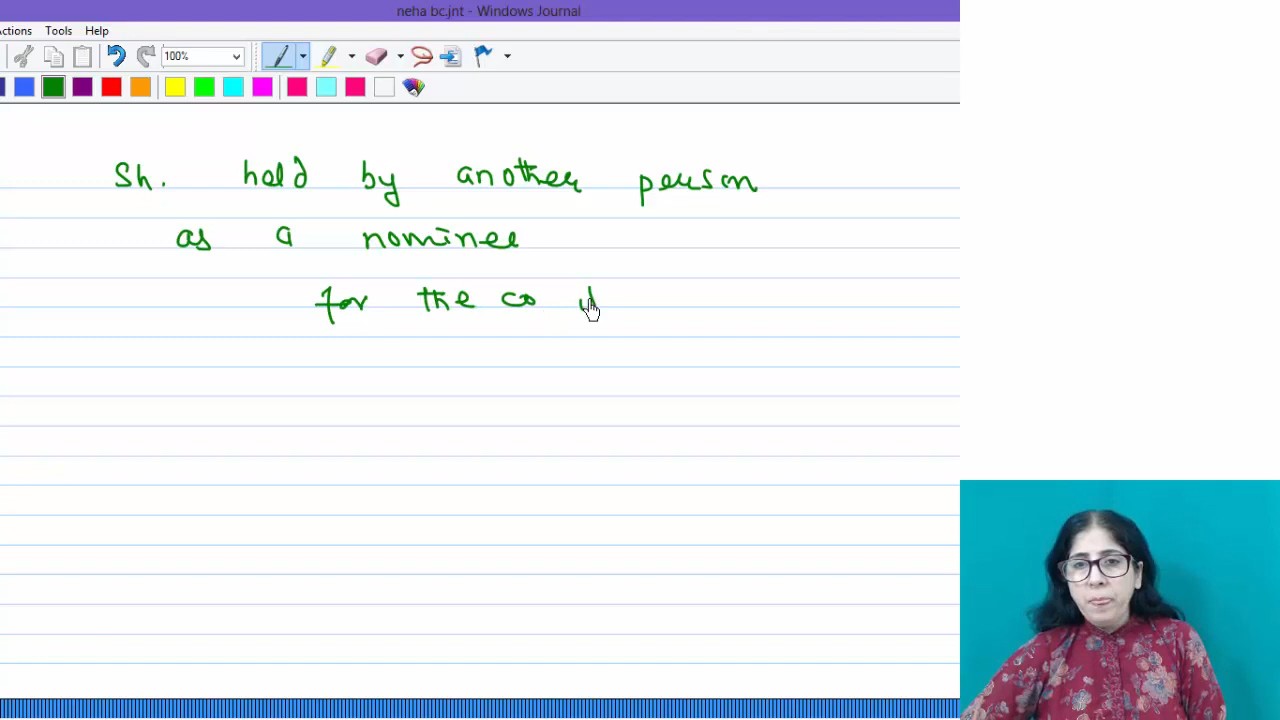 neha bc.jnt - Windows Journal
Actions Tools Help
100%
Sh. held by another person
as a nominee
for the co